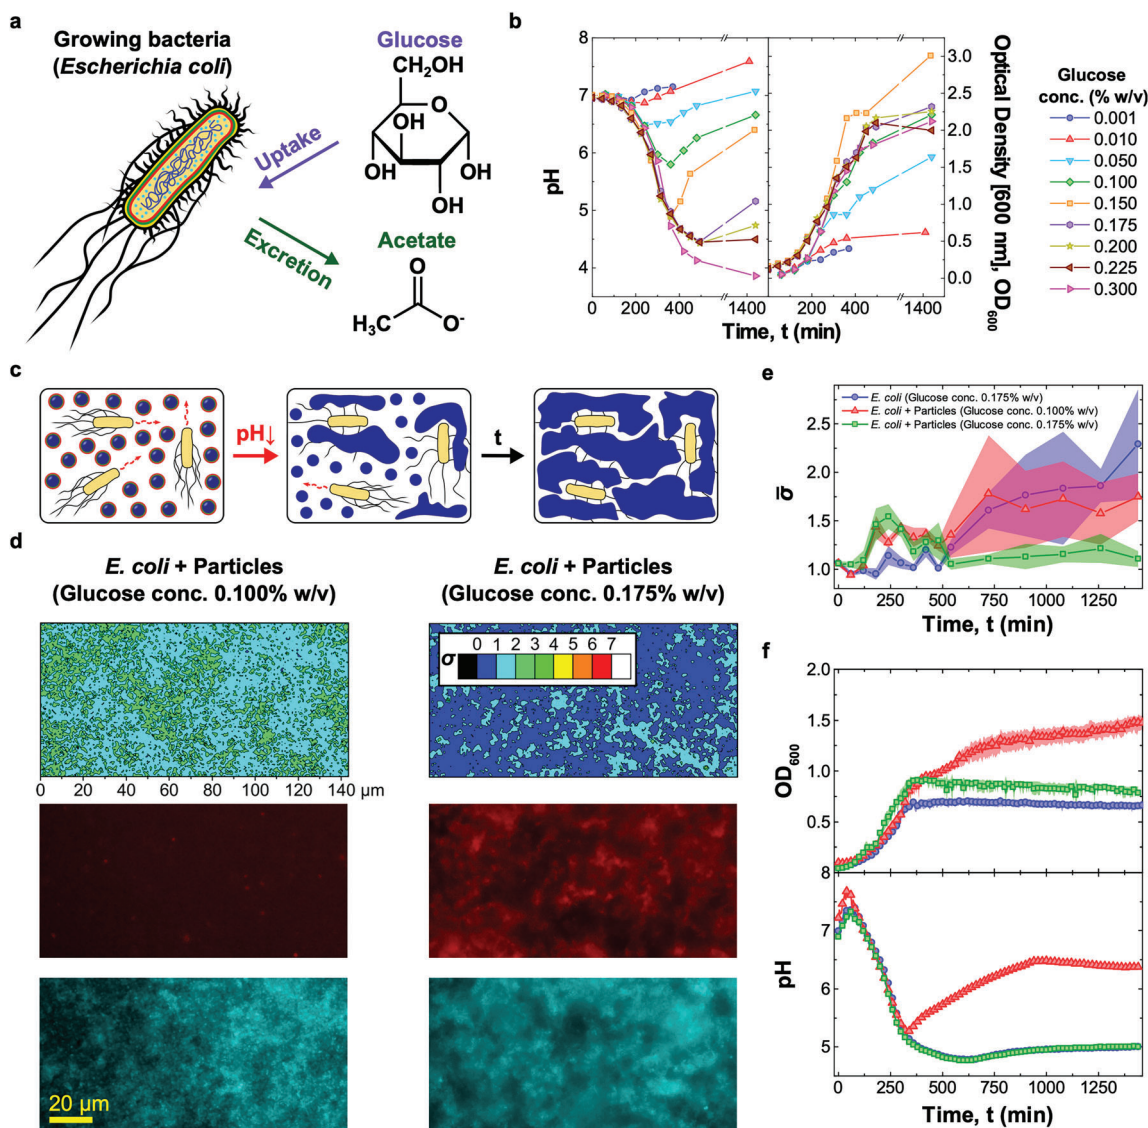 a
Growing bacteria
(Escherichia coli)
Glucose
CH₂OH
O
OH
OH
OH
OH
OH
Uptake
Excretion
Acetate
O
H₃C
O⁻
b
8
7
6
5
4
pH
0 200 400 1440 200 400 1440
Time, t (min)
3.0
2.5
2.0
1.5
1.0
0.5
0.0
Optical Density [600 nm], OD₆₀₀
Glucose
conc. (% w/v)
0.001
0.010
0.050
0.100
0.150
0.175
0.200
0.225
0.300
c
pH↓
t
d
E. coli + Particles
(Glucose conc. 0.100% w/v)
E. coli + Particles
(Glucose conc. 0.175% w/v)
0 1 2 3 4 5 6 7
σ
0 20 40 60 80 100 120 140 µm
20 µm
e
E. coli (Glucose conc. 0.175% w/v)
E. coli + Particles (Glucose conc. 0.100% w/v)
E. coli + Particles (Glucose conc. 0.175% w/v)
2.5
2.0
1.5
1.0
σ̅
0 250 500 750 1000 1250
Time, t (min)
f
2.0
1.5
1.0
0.5
OD₆₀₀
8
7
6
5
pH
0 250 500 750 1000 1250
Time, t (min)